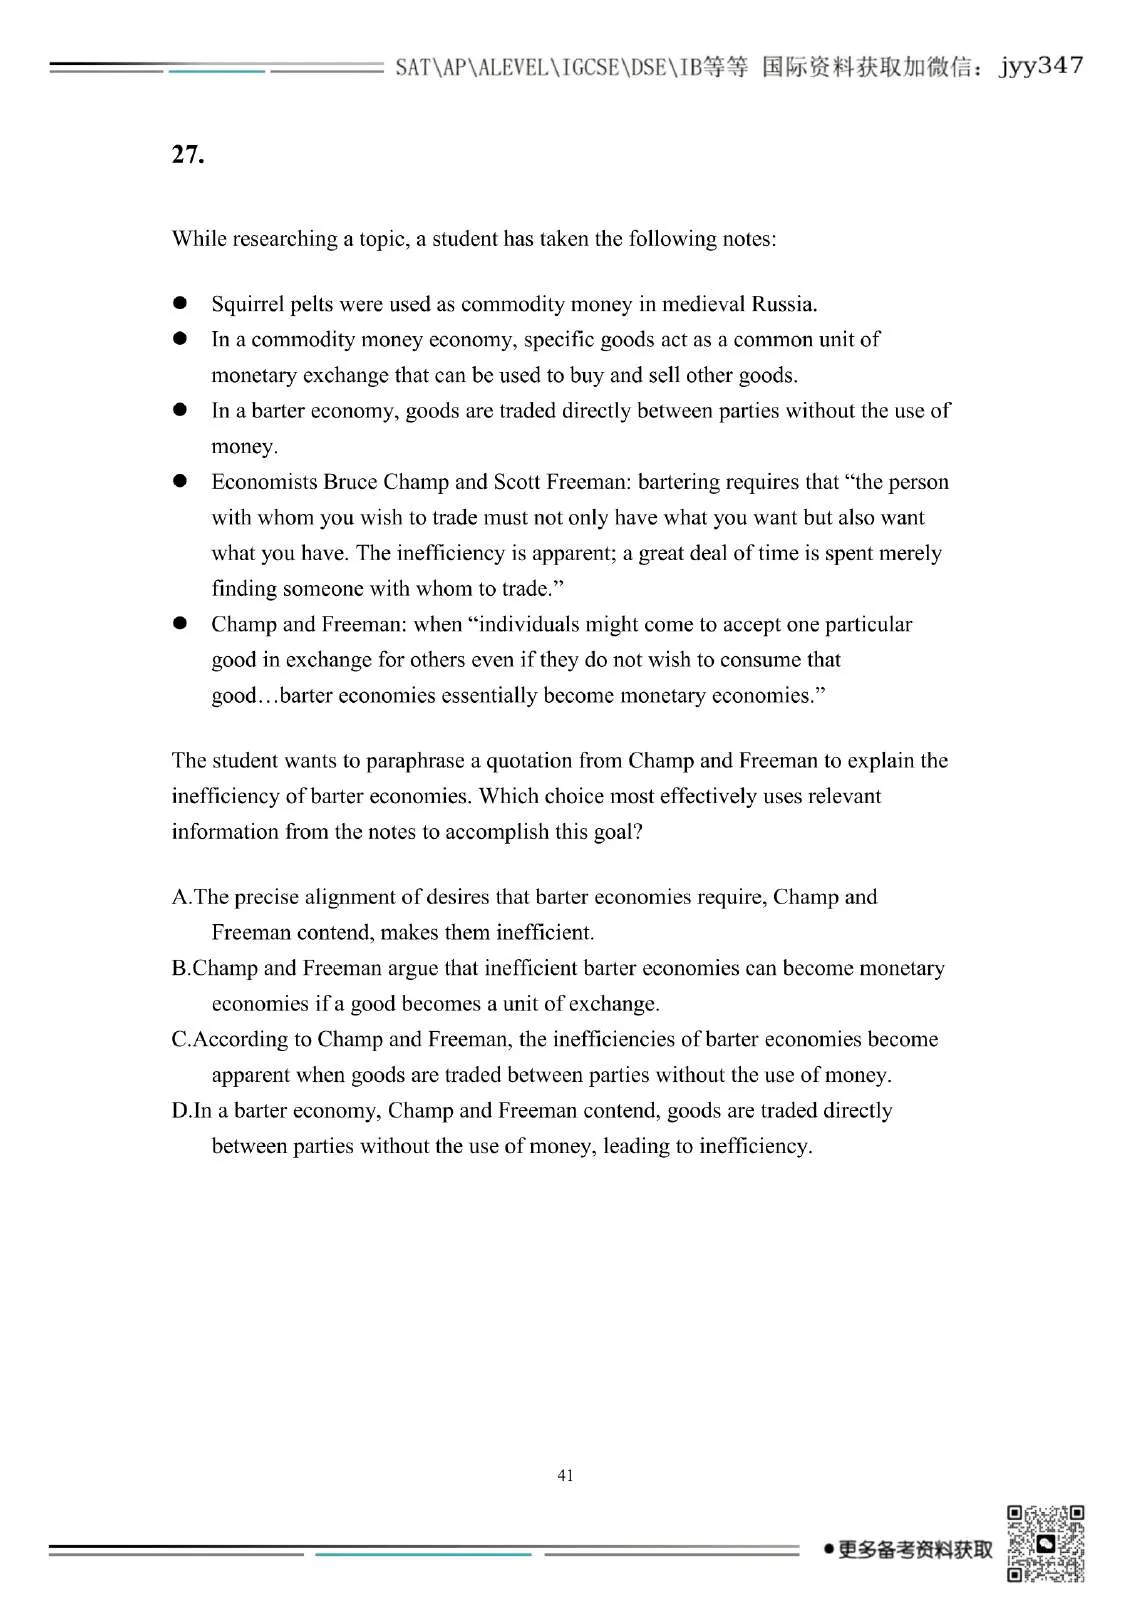 SAT\AP\ALEVEL\IGCSE\DSE\IB等等 国际资料获取加微信：jyy347
27.
While researching a topic, a student has taken the following notes:
● Squirrel pelts were used as commodity money in medieval Russia.
● In a commodity money economy, specific goods act as a common unit of
monetary exchange that can be used to buy and sell other goods.
● In a barter economy, goods are traded directly between parties without the use of
money.
● Economists Bruce Champ and Scott Freeman: bartering requires that “the person
with whom you wish to trade must not only have what you want but also want
what you have. The inefficiency is apparent; a great deal of time is spent merely
finding someone with whom to trade.”
● Champ and Freeman: when “individuals might come to accept one particular
good in exchange for others even if they do not wish to consume that
good…barter economies essentially become monetary economies.”
The student wants to paraphrase a quotation from Champ and Freeman to explain the
inefficiency of barter economies. Which choice most effectively uses relevant
information from the notes to accomplish this goal?
A.The precise alignment of desires that barter economies require, Champ and
Freeman contend, makes them inefficient.
B.Champ and Freeman argue that inefficient barter economies can become monetary
economies if a good becomes a unit of exchange.
C.According to Champ and Freeman, the inefficiencies of barter economies become
apparent when goods are traded between parties without the use of money.
D.In a barter economy, Champ and Freeman contend, goods are traded directly
between parties without the use of money, leading to inefficiency.
41
●更多备考资料获取